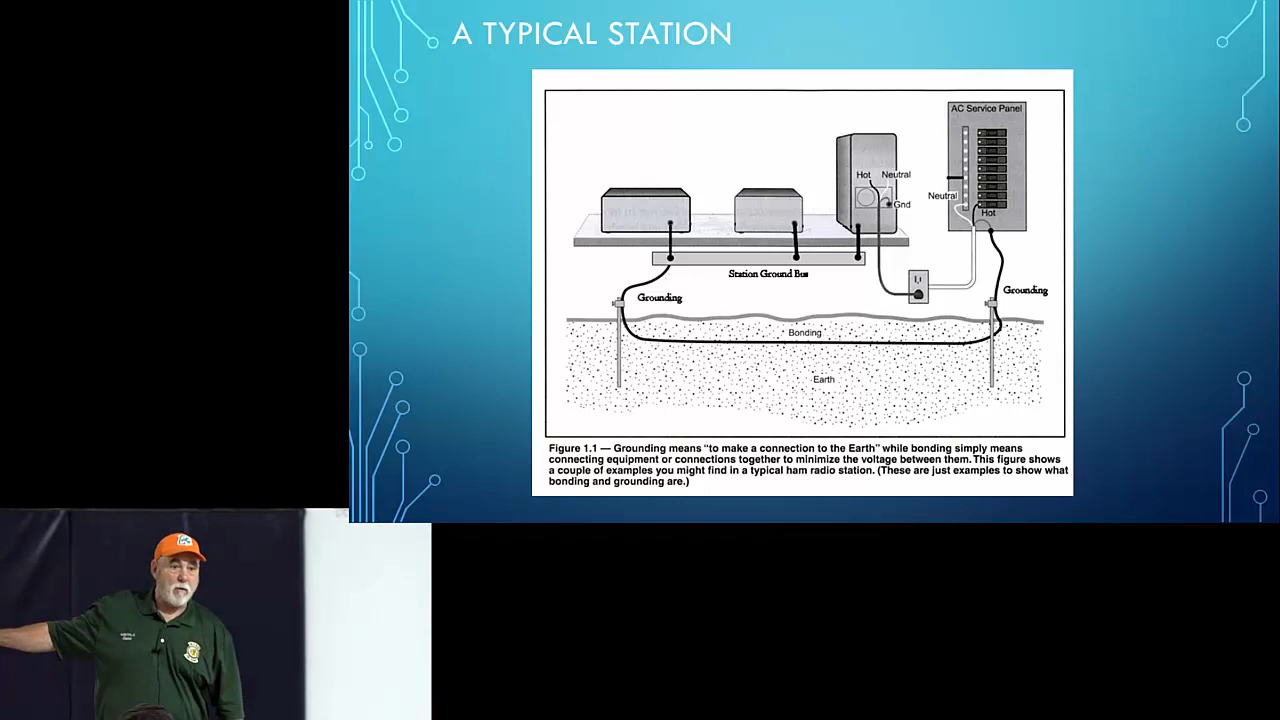 A TYPICAL STATION
AC Service Panel
Hot Neutral
Gnd
Neutral
Hot
Station Ground Bus
Grounding
Grounding
Bonding
Earth
Figure 1.1 — Grounding means "to make a connection to the Earth" while bonding simply means
connecting equipment or connections together to minimize the voltage between them. This figure shows
a couple of examples you might find in a typical ham radio station. (These are just examples to show what
bonding and grounding are.)